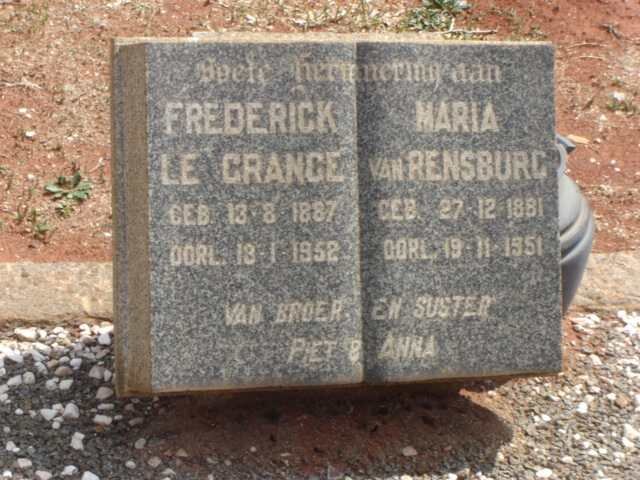 Soete Herinnering aan
FREDERICK
LE GRANGE
GEB. 13-8-1887
OORL. 13-1-1952
MARIA
VAN RENSBURG
GEB. 27-12-1881
OORL. 19-11-1951
VAN BROER EN SUSTER
PIET & ANNA